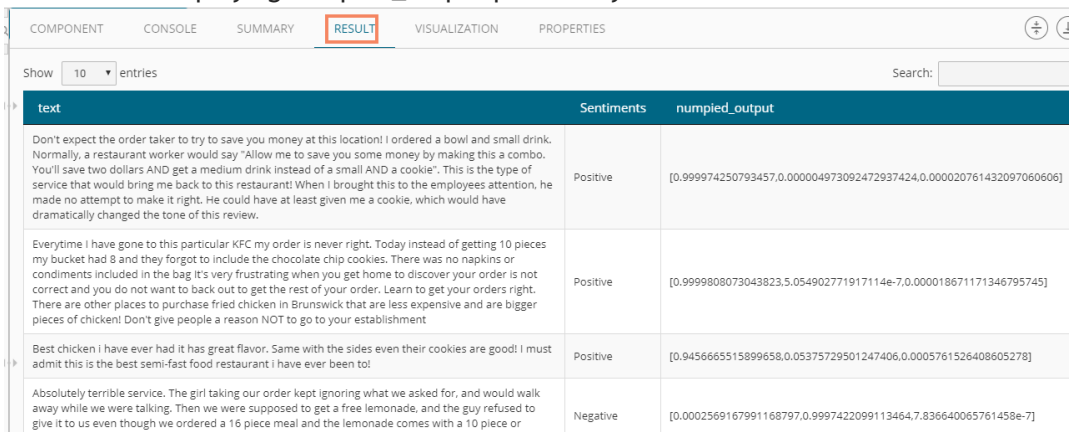 COMPONENT CONSOLE SUMMARY RESULT VISUALIZATION PROPERTIES
Show 10 entries Search:
text Sentiments numpied_output
Don't expect the order taker to try to save you money at this location! I ordered a bowl and small drink.
Normally, a restaurant worker would say "Allow me to save you some money by making this a combo.
You'll save two dollars AND get a medium drink instead of a small AND a cookie". This is the type of
service that would bring me back to this restaurant! When I brought this to the employees attention, he
made no attempt to make it right. He could have at least given me a cookie, which would have
dramatically changed the tone of this review.
Positive
[0.999974250793457,0.000004973092472937424,0.000020761432097060606]
Everytime I have gone to this particular KFC my order is never right. Today instead of getting 10 pieces
my bucket had 8 and they forgot to include the chocolate chip cookies. There was no napkins or
condiments included in the bag It's very frustrating when you get home to discover your order is not
correct and you do not want to back out to get the rest of your order. Learn to get your orders right.
There are other places to purchase fried chicken in Brunswick that are less expensive and are bigger
pieces of chicken! Don't give people a reason NOT to go to your establishment
Positive
[0.9999808073043823,5.054902771917114e-7,0.000018671171346795745]
Best chicken i have ever had it has great flavor. Same with the sides even their cookies are good! I must
admit this is the best semi-fast food restaurant i have ever been to!
Positive
[0.9456665515899658,0.05375729501247406,0.0005761526408605278]
Absolutely terrible service. The girl taking our order kept ignoring what we asked for, and would walk
away while we were talking. Then we were supposed to get a free lemonade, and the guy refused to
give it to us even though we ordered a 16 piece meal and the lemonade comes with a 10 piece or
Negative
[0.0002569167991168797,0.9997422099113464,7.836640065761458e-7]